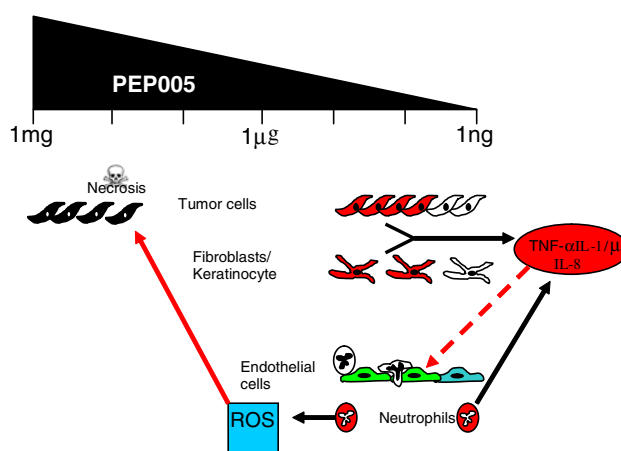 PEP005
1mg
1µg
1ng
Necrosis
Tumor cells
Fibroblasts/
Keratinocyte
TNF-αIL-1/µ
IL-8
Endothelial
cells
ROS
Neutrophils